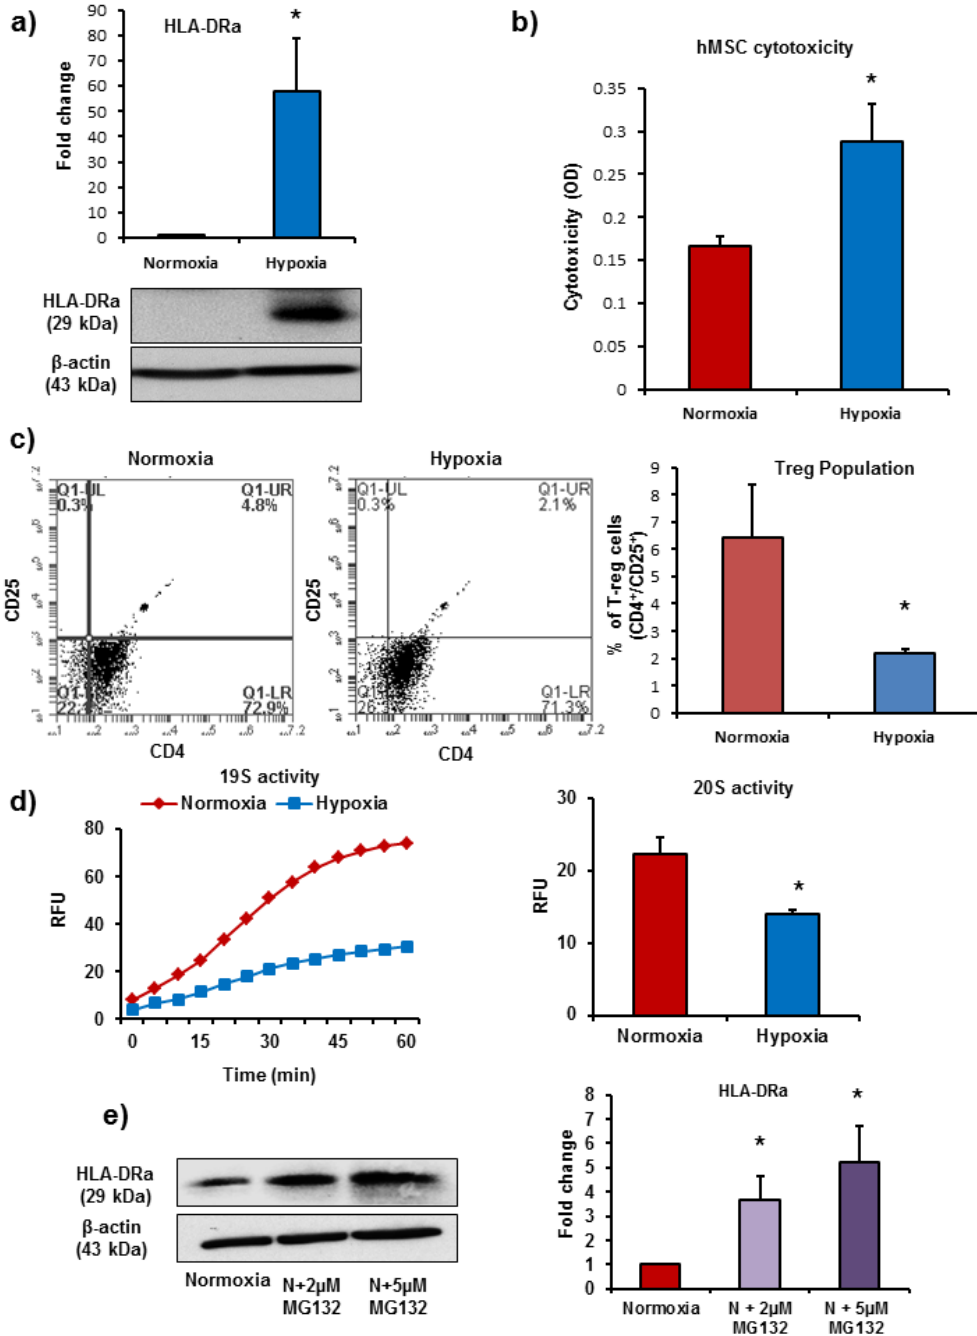 a)
HLA-DRa
*
Fold change
90
80
70
60
50
40
30
20
10
0
Normoxia Hypoxia
HLA-DRa
(29 kDa)
β-actin
(43 kDa)
b)
hMSC cytotoxicity
*
Cytotoxicity (OD)
0.35
0.3
0.25
0.2
0.15
0.1
0.05
0
Normoxia Hypoxia
c)
Normoxia
Q1-UL Q1-UR
0.3% 4.8%
Q1-LR
72.9%
CD25
CD4
Hypoxia
Q1-UL Q1-UR
0.3% 2.1%
Q1-LR
71.3%
CD25
CD4
Treg Population
% of T-reg cells
(CD4⁺/CD25⁺)
9
8
7
6
5
4
3
2
1
0
*
Normoxia Hypoxia
d)
19S activity
Normoxia Hypoxia
RFU
80
60
40
20
0
0 15 30 45 60
Time (min)
20S activity
RFU
30
20
10
0
*
Normoxia Hypoxia
e)
HLA-DRa
(29 kDa)
β-actin
(43 kDa)
Normoxia N+2µM N+5µM
MG132 MG132
HLA-DRa
Fold change
8
7
6
5
4
3
2
1
0
*
*
Normoxia N + 2µM N + 5µM
MG132 MG132